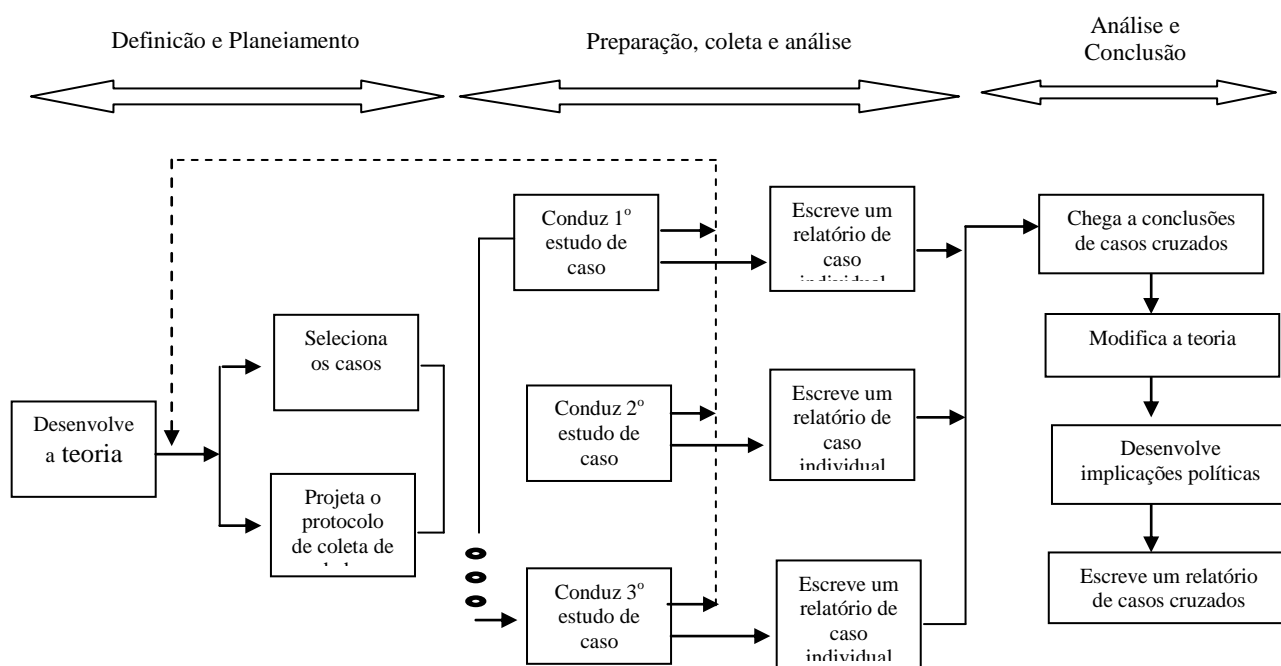 Definicão e Planeiamento
Preparação, coleta e análise
Análise e
Conclusão
Desenvolve
a teoria
Seleciona
os casos
Projeta o
protocolo
de coleta de
Conduz 1º
estudo de
caso
Escreve um
relatório de
caso
individual
Conduz 2º
estudo de
caso
Escreve um
relatório de
caso
individual
Conduz 3º
estudo de
caso
Escreve um
relatório de
caso
individual
Chega a conclusões
de casos cruzados
Modifica a teoria
Desenvolve
implicações políticas
Escreve um relatório
de casos cruzados